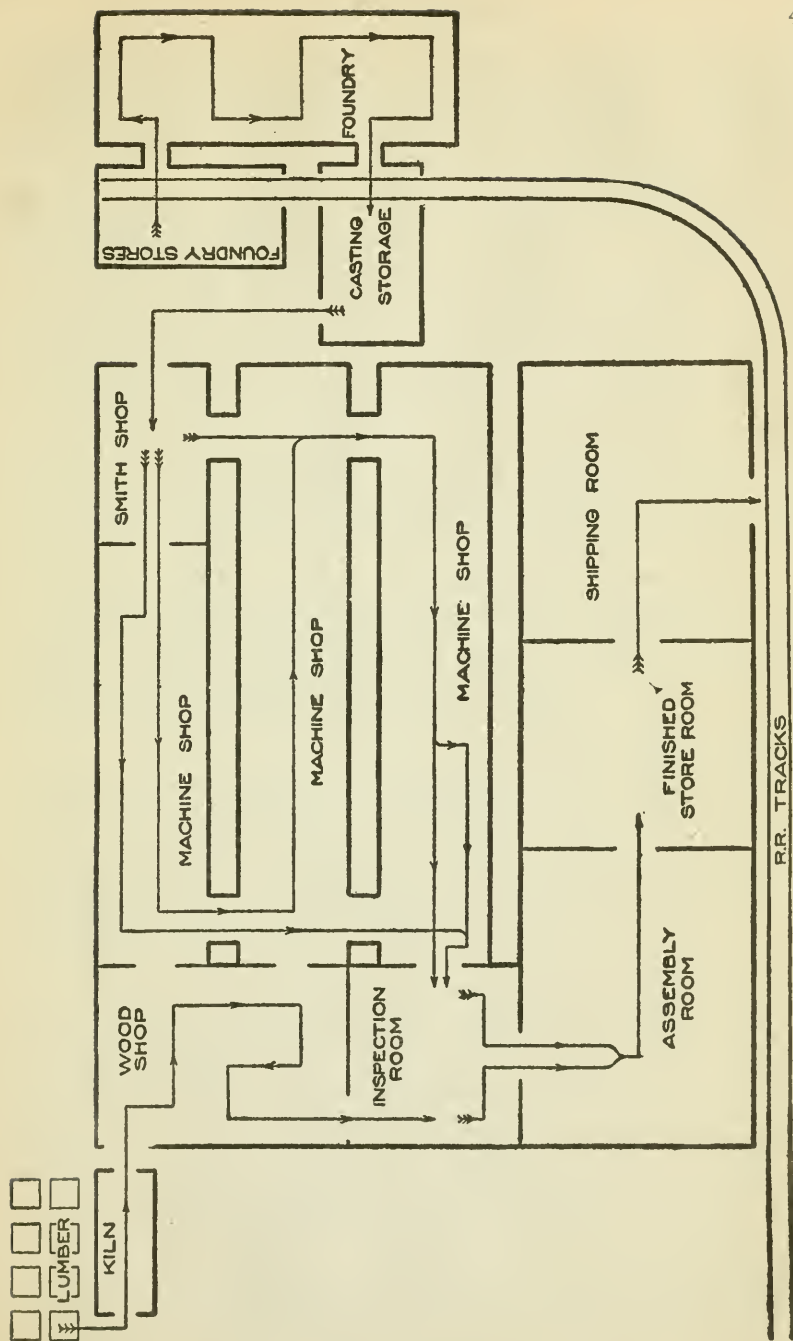 FOUNDRY
FOUNDRY STORES
CASTING
STORAGE
SMITH SHOP
MACHINE SHOP
MACHINE SHOP
MACHINE SHOP
SHIPPING ROOM
FINISHED
STORE ROOM
R.R. TRACKS
WOOD
SHOP
INSPECTION
ROOM
ASSEMBLY
ROOM
LUMBER
KILN
4